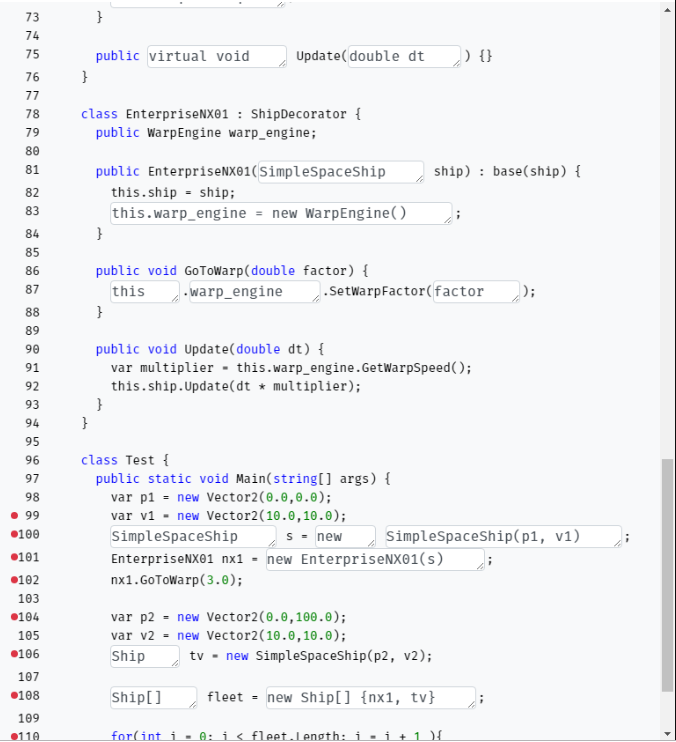 73 }
74
75 public virtual void Update(double dt ) {}
76 }
77
78 class EnterpriseNX01 : ShipDecorator {
79 public WarpEngine warp_engine;
80
81 public EnterpriseNX01(SimpleSpaceShip ship) : base(ship) {
82 this.ship = ship;
83 this.warp_engine = new WarpEngine() ;
84 }
85
86 public void GoToWarp(double factor) {
87 this .warp_engine .SetWarpFactor(factor );
88 }
89
90 public void Update(double dt) {
91 var multiplier = this.warp_engine.GetWarpSpeed();
92 this.ship.Update(dt * multiplier);
93 }
94 }
95
96 class Test {
97 public static void Main(string[] args) {
98 var p1 = new Vector2(0.0,0.0);
99 var v1 = new Vector2(10.0,10.0);
100 SimpleSpaceShip s = new SimpleSpaceShip(p1, v1) ;
101 EnterpriseNX01 nx1 = new EnterpriseNX01(s) ;
102 nx1.GoToWarp(3.0);
103
104 var p2 = new Vector2(0.0,100.0);
105 var v2 = new Vector2(10.0,10.0);
106 Ship tv = new SimpleSpaceShip(p2, v2);
107
108 Ship[] fleet = new Ship[] {nx1, tv} ;
109
110 for(int i = 0; i < fleet.Length; i = i + 1 ){